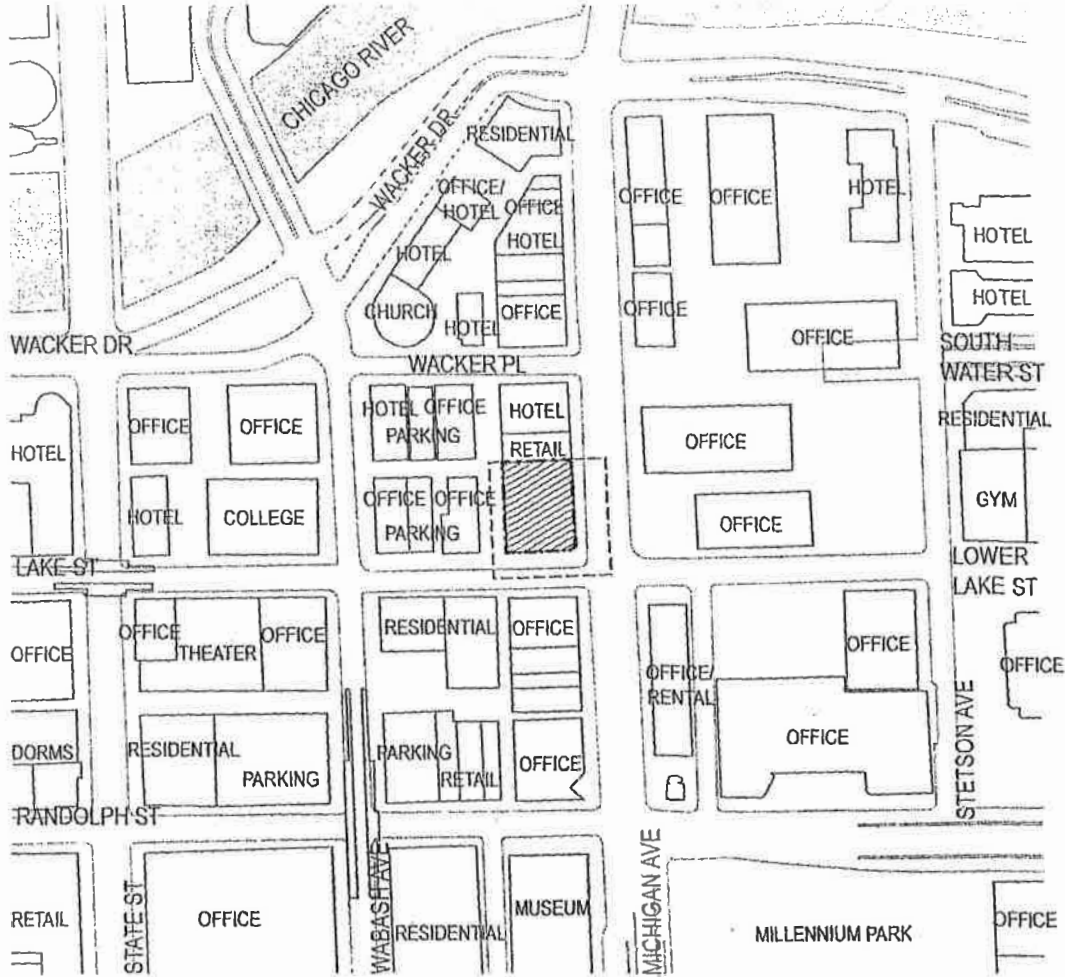 CHICAGO RIVER
WACKER DR
RESIDENTIAL
OFFICE/
HOTEL
OFFICE
HOTEL
HOTEL
CHURCH
HOTEL
OFFICE
OFFICE
OFFICE
HOTEL
OFFICE
HOTEL
HOTEL
OFFICE
WACKER DR
WACKER PL
SOUTH
WATER ST
HOTEL
OFFICE
OFFICE
HOTEL
OFFICE
PARKING
HOTEL
RETAIL
OFFICE
RESIDENTIAL
HOTEL
COLLEGE
OFFICE
OFFICE
PARKING
OFFICE
GYM
LAKE ST
LOWER
LAKE ST
OFFICE
OFFICE
THEATER
OFFICE
RESIDENTIAL
OFFICE
OFFICE/
RENTAL
OFFICE
OFFICE
DORMS
RESIDENTIAL
PARKING
PARKING
RETAIL
OFFICE
OFFICE
STETSON AVE
RANDOLPH ST
RETAIL
STATE ST
OFFICE
WABASH AVE
RESIDENTIAL
MUSEUM
MICHIGAN AVE
MILLENNIUM PARK
OFFICE